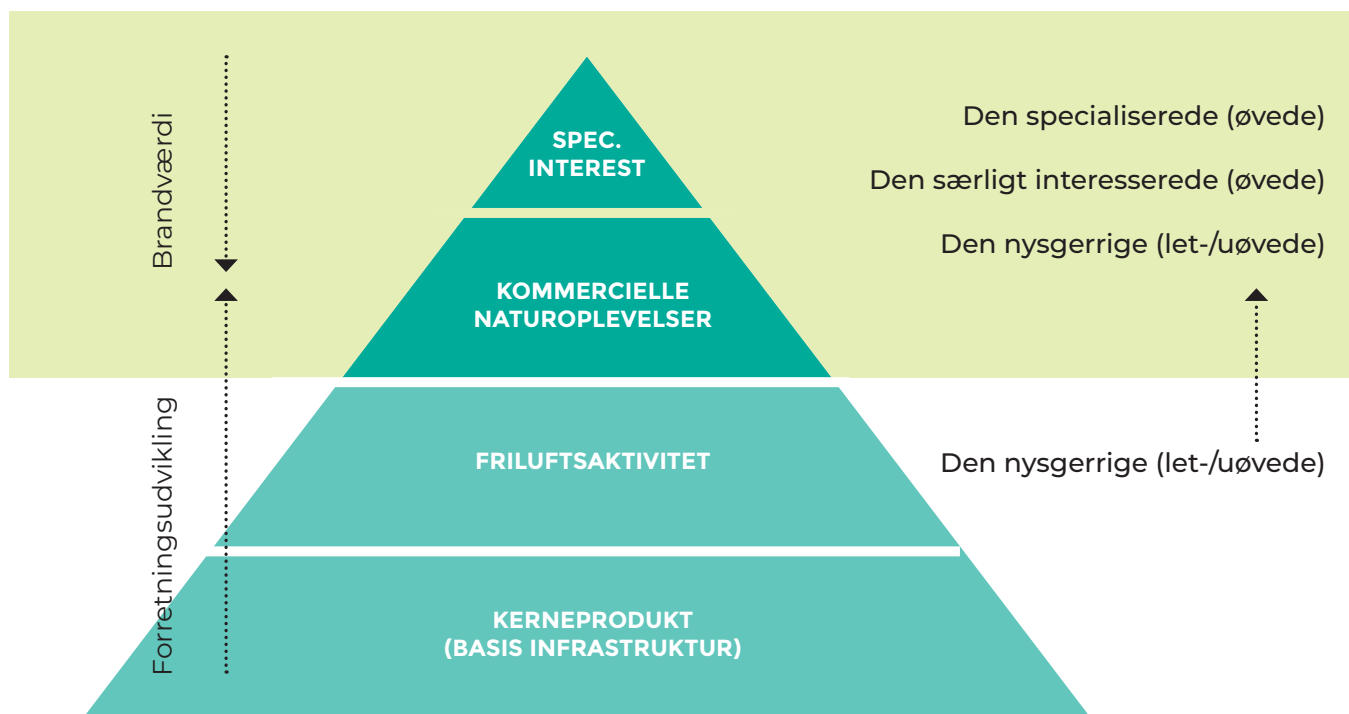 Brandværdi
Forretningsudvikling
SPEC.
INTEREST
KOMMERCIELLE
NATUROPLEVELSER
FRILUFTSAKTIVITET
KERNEPRODUKT
(BASIS INFRASTRUKTUR)
Den specialiserede (øvede)
Den særligt interesserede (øvede)
Den nysgerrige (let-/uøvede)
Den nysgerrige (let-/uøvede)